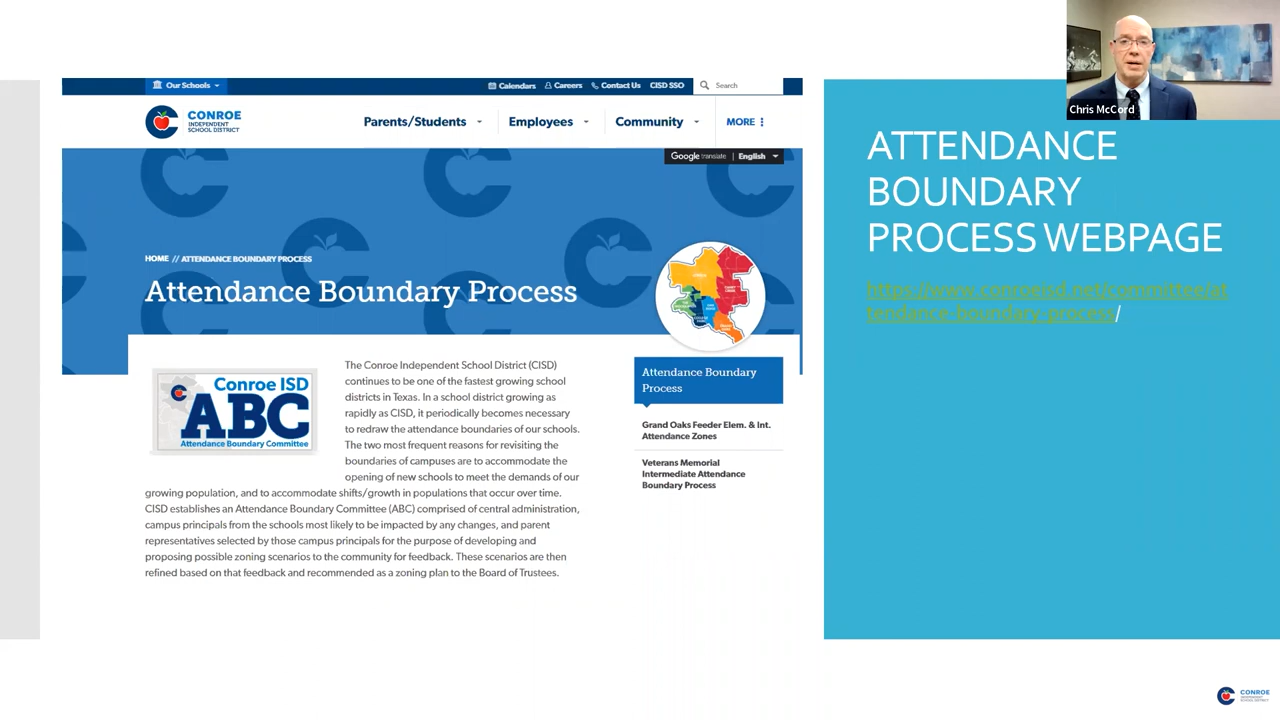 Our Schools
Calendars
Careers
Contact Us
CISD SSO
Search
CONROE
INDEPENDENT
SCHOOL DISTRICT
Parents/Students
Employees
Community
MORE
Google translate | English
HOME // ATTENDANCE BOUNDARY PROCESS
Attendance Boundary Process
Conroe ISD
ABC
Attendance Boundary Committee
The Conroe Independent School District (CISD)
continues to be one of the fastest growing school
districts in Texas. In a school district growing as
rapidly as CISD, it periodically becomes necessary
to redraw the attendance boundaries of our schools.
The two most frequent reasons for revisiting the
boundaries of campuses are to accommodate the
opening of new schools to meet the demands of our
growing population, and to accommodate shifts/growth in populations that occur over time.
CISD establishes an Attendance Boundary Committee (ABC) comprised of central administration,
campus principals from the schools most likely to be impacted by any changes, and parent
representatives selected by those campus principals for the purpose of developing and
proposing possible zoning scenarios to the community for feedback. These scenarios are then
refined based on that feedback and recommended as a zoning plan to the Board of Trustees.
Attendance Boundary
Process
Grand Oaks Feeder Elem. & Int.
Attendance Zones
Veterans Memorial
Intermediate Attendance
Boundary Process
Chris McCord
ATTENDANCE
BOUNDARY
PROCESS WEBPAGE
https://www.conroeisd.net/committee/at
tendance-boundary-process/
CONROE
INDEPENDENT
SCHOOL DISTRICT